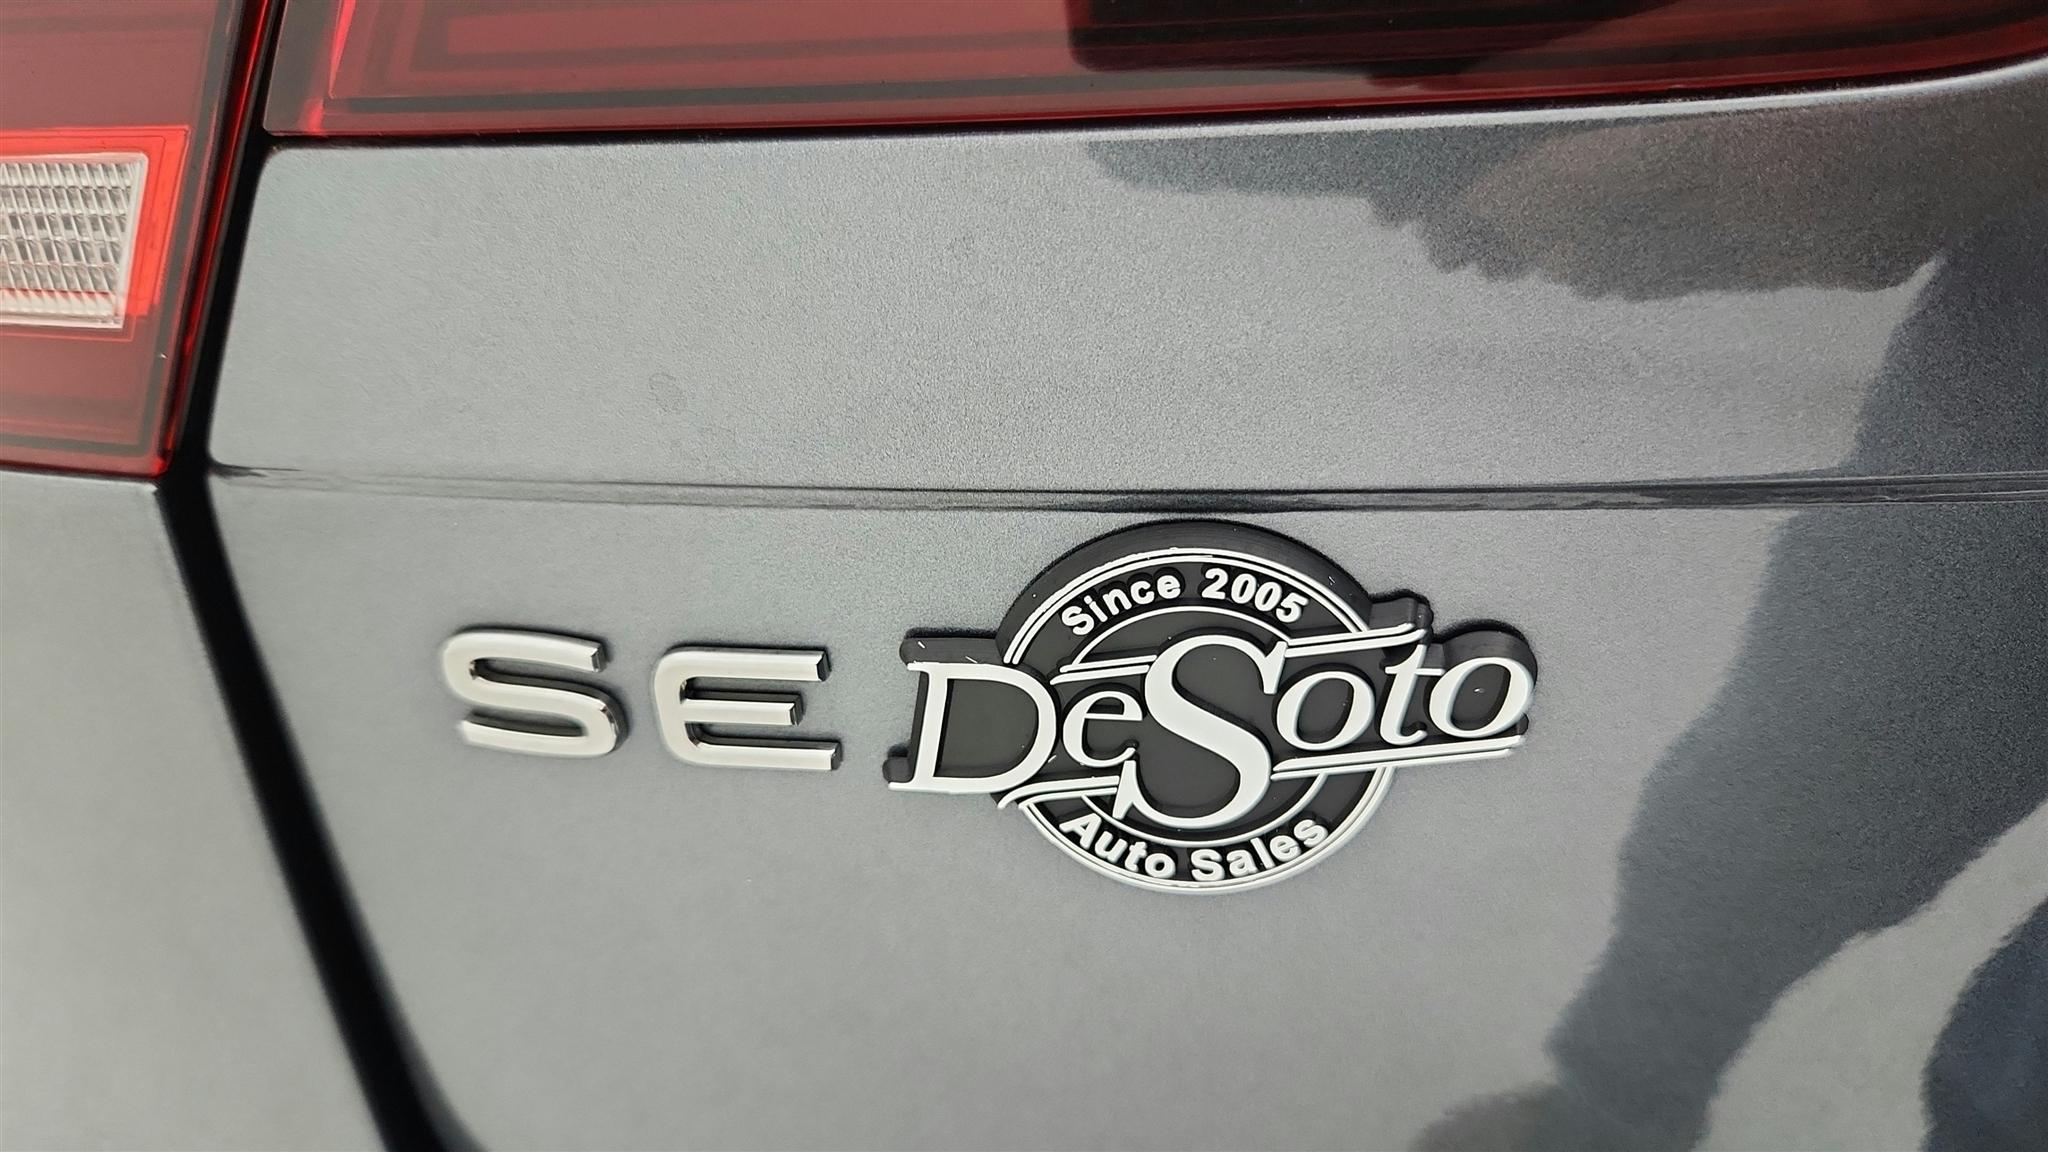 SE
Since 2005
DeSoto
Auto Sales